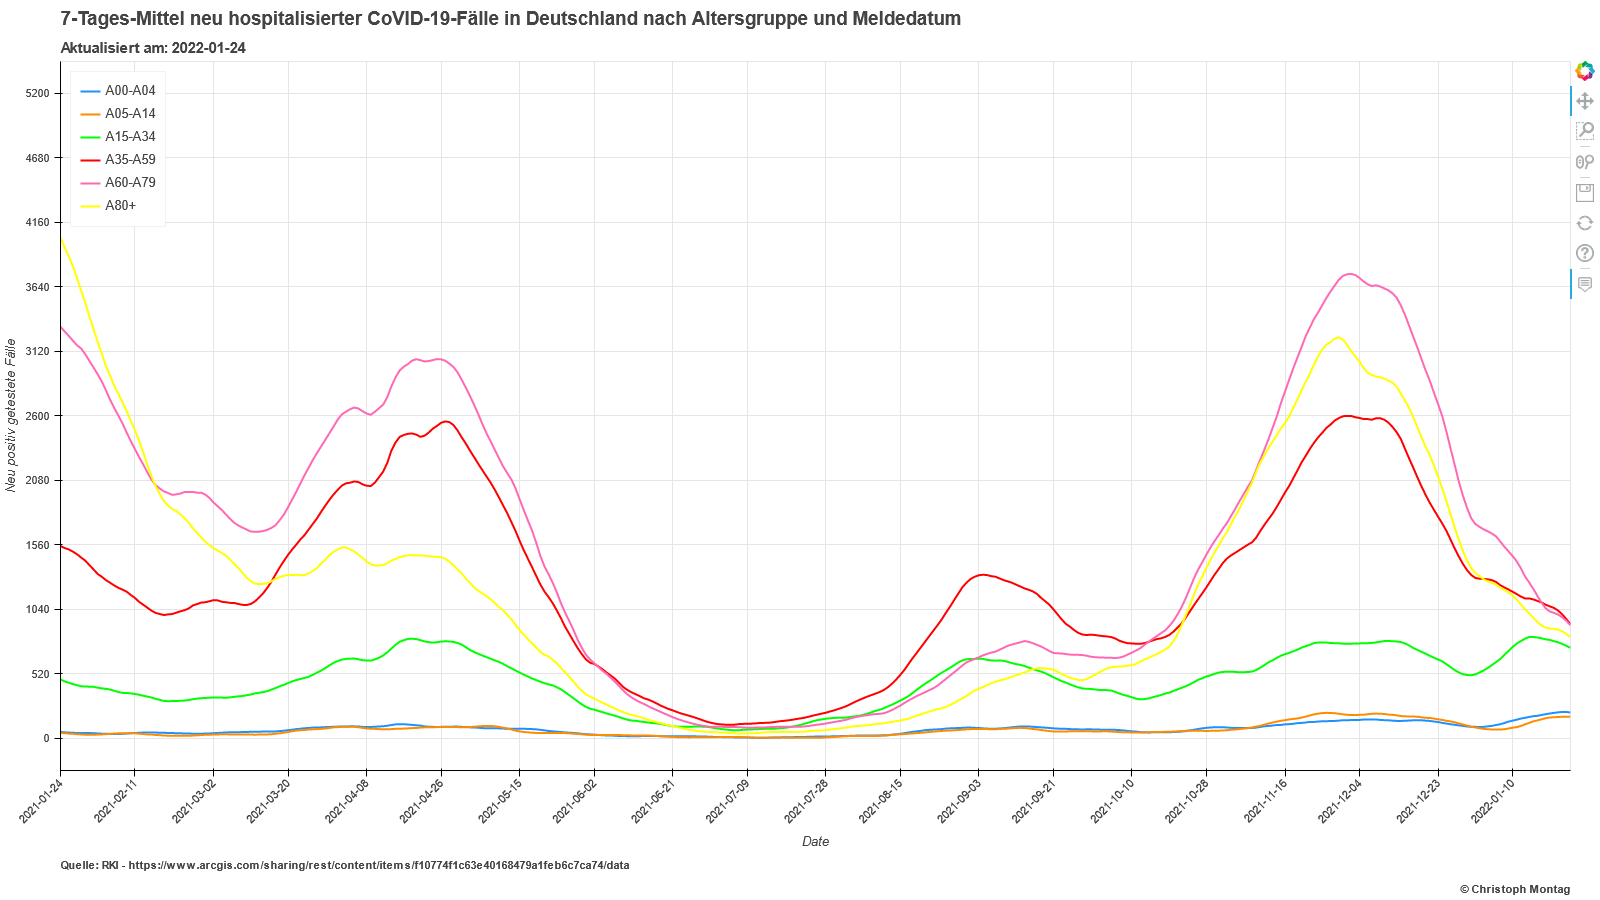 7-Tages-Mittel neu hospitalisierter CoVID-19-Fälle in Deutschland nach Altersgruppe und Meldedatum
Aktualisiert am: 2022-01-24
A00-A04
A05-A14
A15-A34
A35-A59
A60-A79
A80+
5200
4680
4160
3640
3120
2600
2080
1560
1040
520
0
Neu positiv getestete Fälle
2021-01-24
2021-02-11
2021-03-02
2021-03-20
2021-04-08
2021-04-26
2021-05-15
2021-06-02
2021-06-21
2021-07-09
2021-07-28
2021-08-15
2021-09-03
2021-09-21
2021-10-10
2021-10-28
2021-11-16
2021-12-04
2021-12-23
2022-01-10
Date
Quelle: RKI - https://www.arcgis.com/sharing/rest/content/items/f10774f1c63e40168479a1feb6c7ca74/data
© Christoph Montag